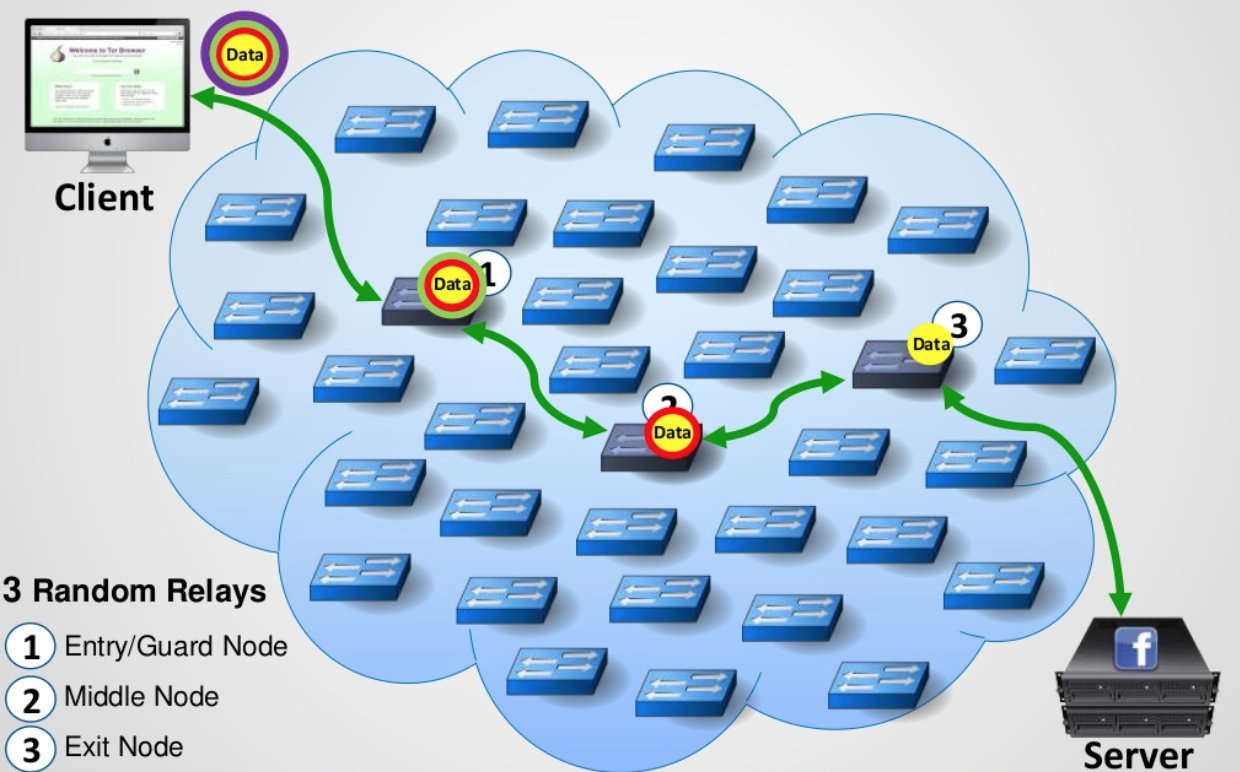 Welcome to Tor Browser
Data
Client
Data
1
Data
3
2
Data
3 Random Relays
1 Entry/Guard Node
2 Middle Node
3 Exit Node
f
Server